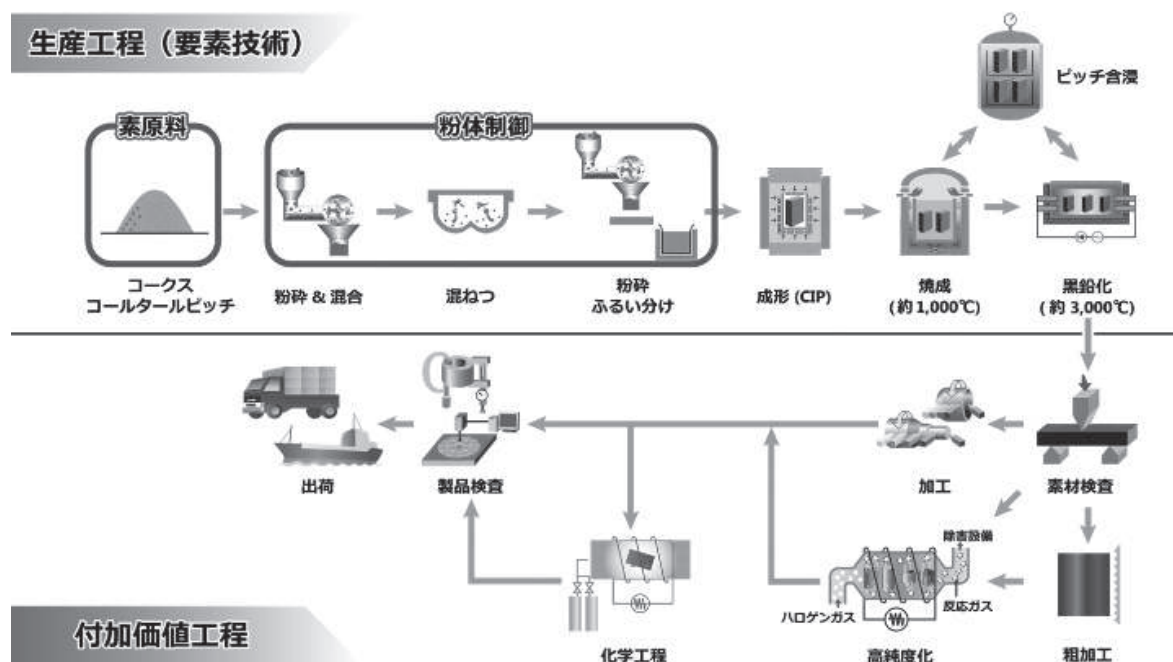 生産工程（要素技術）
ピッチ含浸
素原料
粉体制御
コークス
コールタールピッチ
粉砕 & 混合
混ねつ
粉砕
ふるい分け
成形 (CIP)
焼成
(約1,000℃)
黒鉛化
(約3,000℃)
出荷
製品検査
加工
素材検査
除害設備
ハロゲンガス
反応ガス
化学工程
高純度化
粗加工
付加価値工程